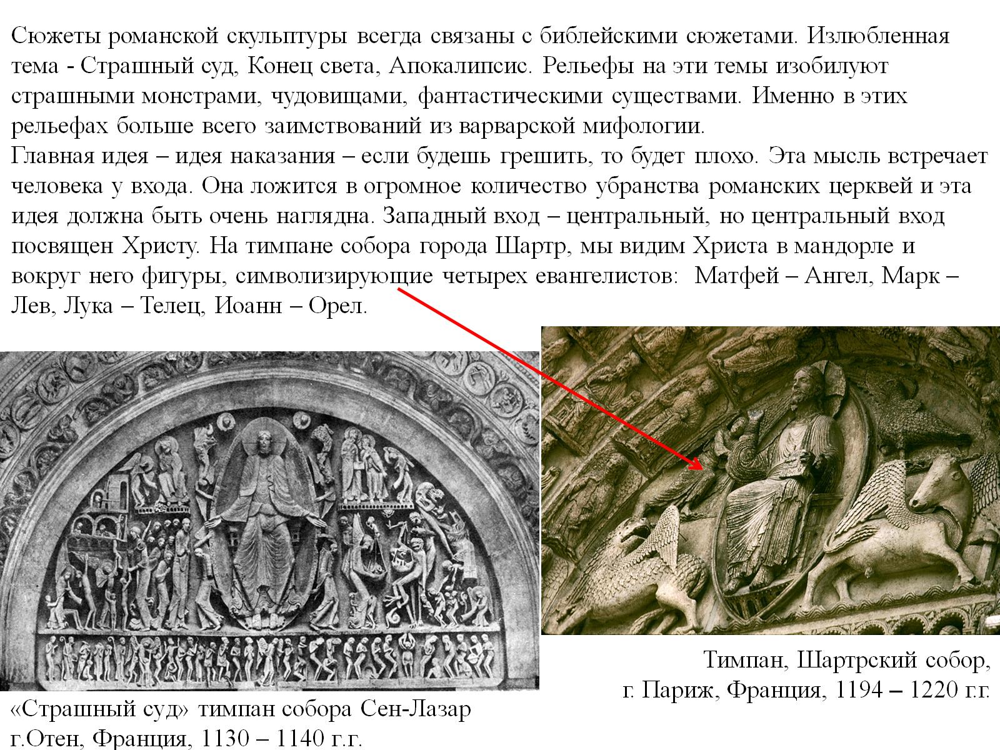 Сюжеты романской скульптуры всегда связаны с библейскими сюжетами. Излюбленная
тема - Страшный суд, Конец света, Апокалипсис. Рельефы на эти темы изобилуют
страшными монстрами, чудовищами, фантастическими существами. Именно в этих
рельефах больше всего заимствований из варварской мифологии.
Главная идея – идея наказания – если будешь грешить, то будет плохо. Эта мысль встречает
человека у входа. Она ложится в огромное количество убранства романских церквей и эта
идея должна быть очень наглядна. Западный вход – центральный, но центральный вход
посвящен Христу. На тимпане собора города Шартр, мы видим Христа в мандорле и
вокруг него фигуры, символизирующие четырех евангелистов: Матфей – Ангел, Марк –
Лев, Лука – Телец, Иоанн – Орел.
Тимпан, Шартрский собор,
г. Париж, Франция, 1194 – 1220 г.г.
«Страшный суд» тимпан собора Сен-Лазар
г.Отен, Франция, 1130 – 1140 г.г.